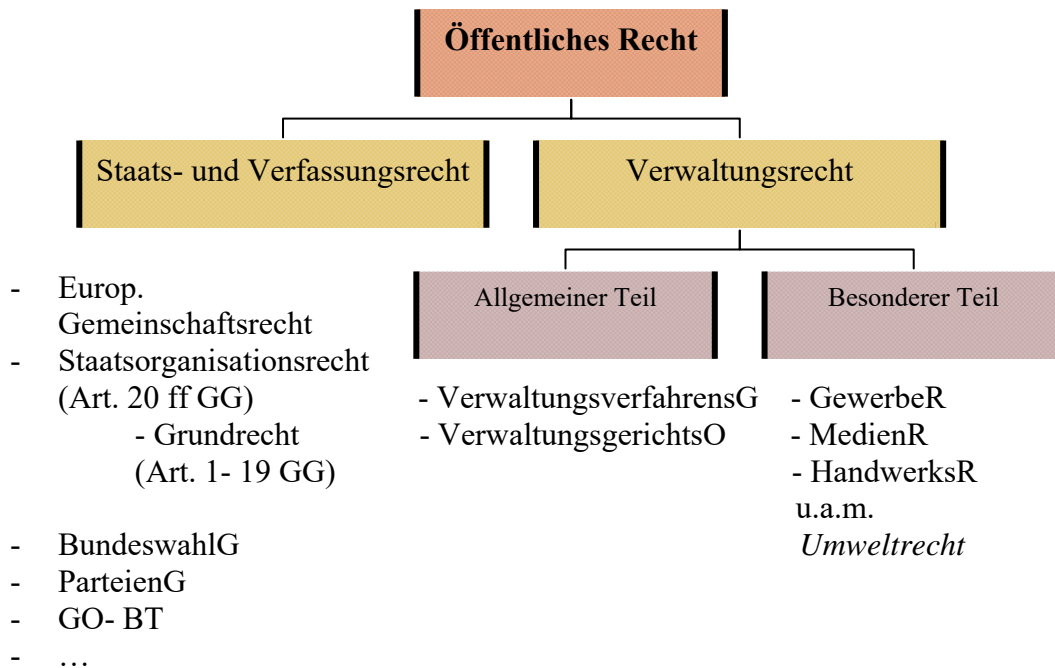 Öffentliches Recht
Staats- und Verfassungsrecht
Verwaltungsrecht
- Europ.
Gemeinschaftsrecht
- Staatsorganisationsrecht
(Art. 20 ff GG)
- Grundrecht
(Art. 1- 19 GG)
- BundeswahlG
- ParteienG
- GO- BT
- …
Allgemeiner Teil
- VerwaltungsverfahrensG
- VerwaltungsgerichtsO
Besonderer Teil
- GewerbeR
- MedienR
- HandwerksR
u.a.m.
Umweltrecht